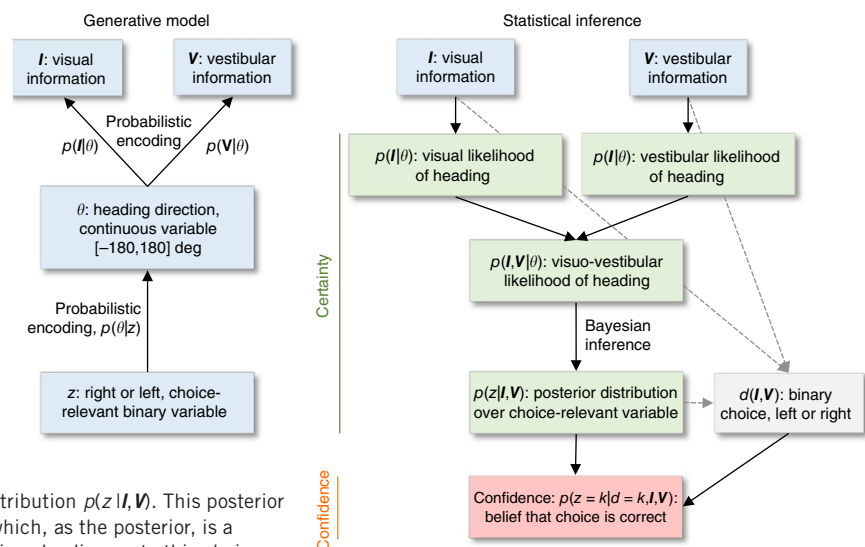 Generative model
I: visual
information
V: vestibular
information
Probabilistic
encoding
p(I|θ)
p(V|θ)
θ: heading direction,
continuous variable
[–180,180] deg
Probabilistic
encoding, p(θ|z)
z: right or left, choice-
relevant binary variable
Statistical inference
I: visual
information
V: vestibular
information
Certainty
p(I|θ): visual likelihood
of heading
p(I|θ): vestibular likelihood
of heading
p(I,V|θ): visuo-vestibular
likelihood of heading
Bayesian
inference
p(z|I,V): posterior distribution
over choice-relevant variable
d(I,V): binary
choice, left or right
Confidence
Confidence: p(z = k|d = k,I,V):
belief that choice is correct
tribution p(z|I,V). This posterior
which, as the posterior, is a